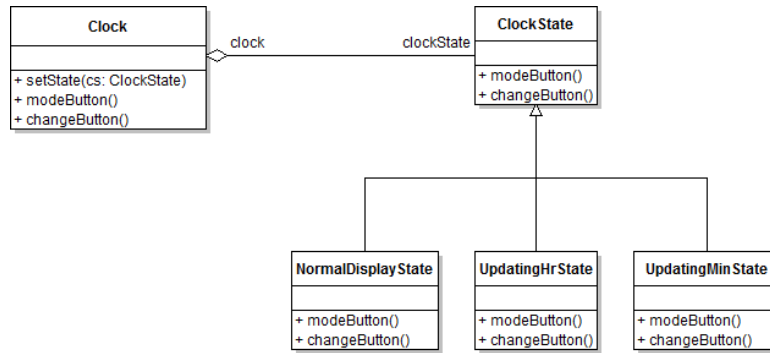 Clock
+ setState(cs: ClockState)
+ modeButton()
+ changeButton()
clock
clockState
ClockState
+ modeButton()
+ changeButton()
NormalDisplayState
+ modeButton()
+ changeButton()
UpdatingHrState
+ modeButton()
+ changeButton()
UpdatingMinState
+ modeButton()
+ changeButton()